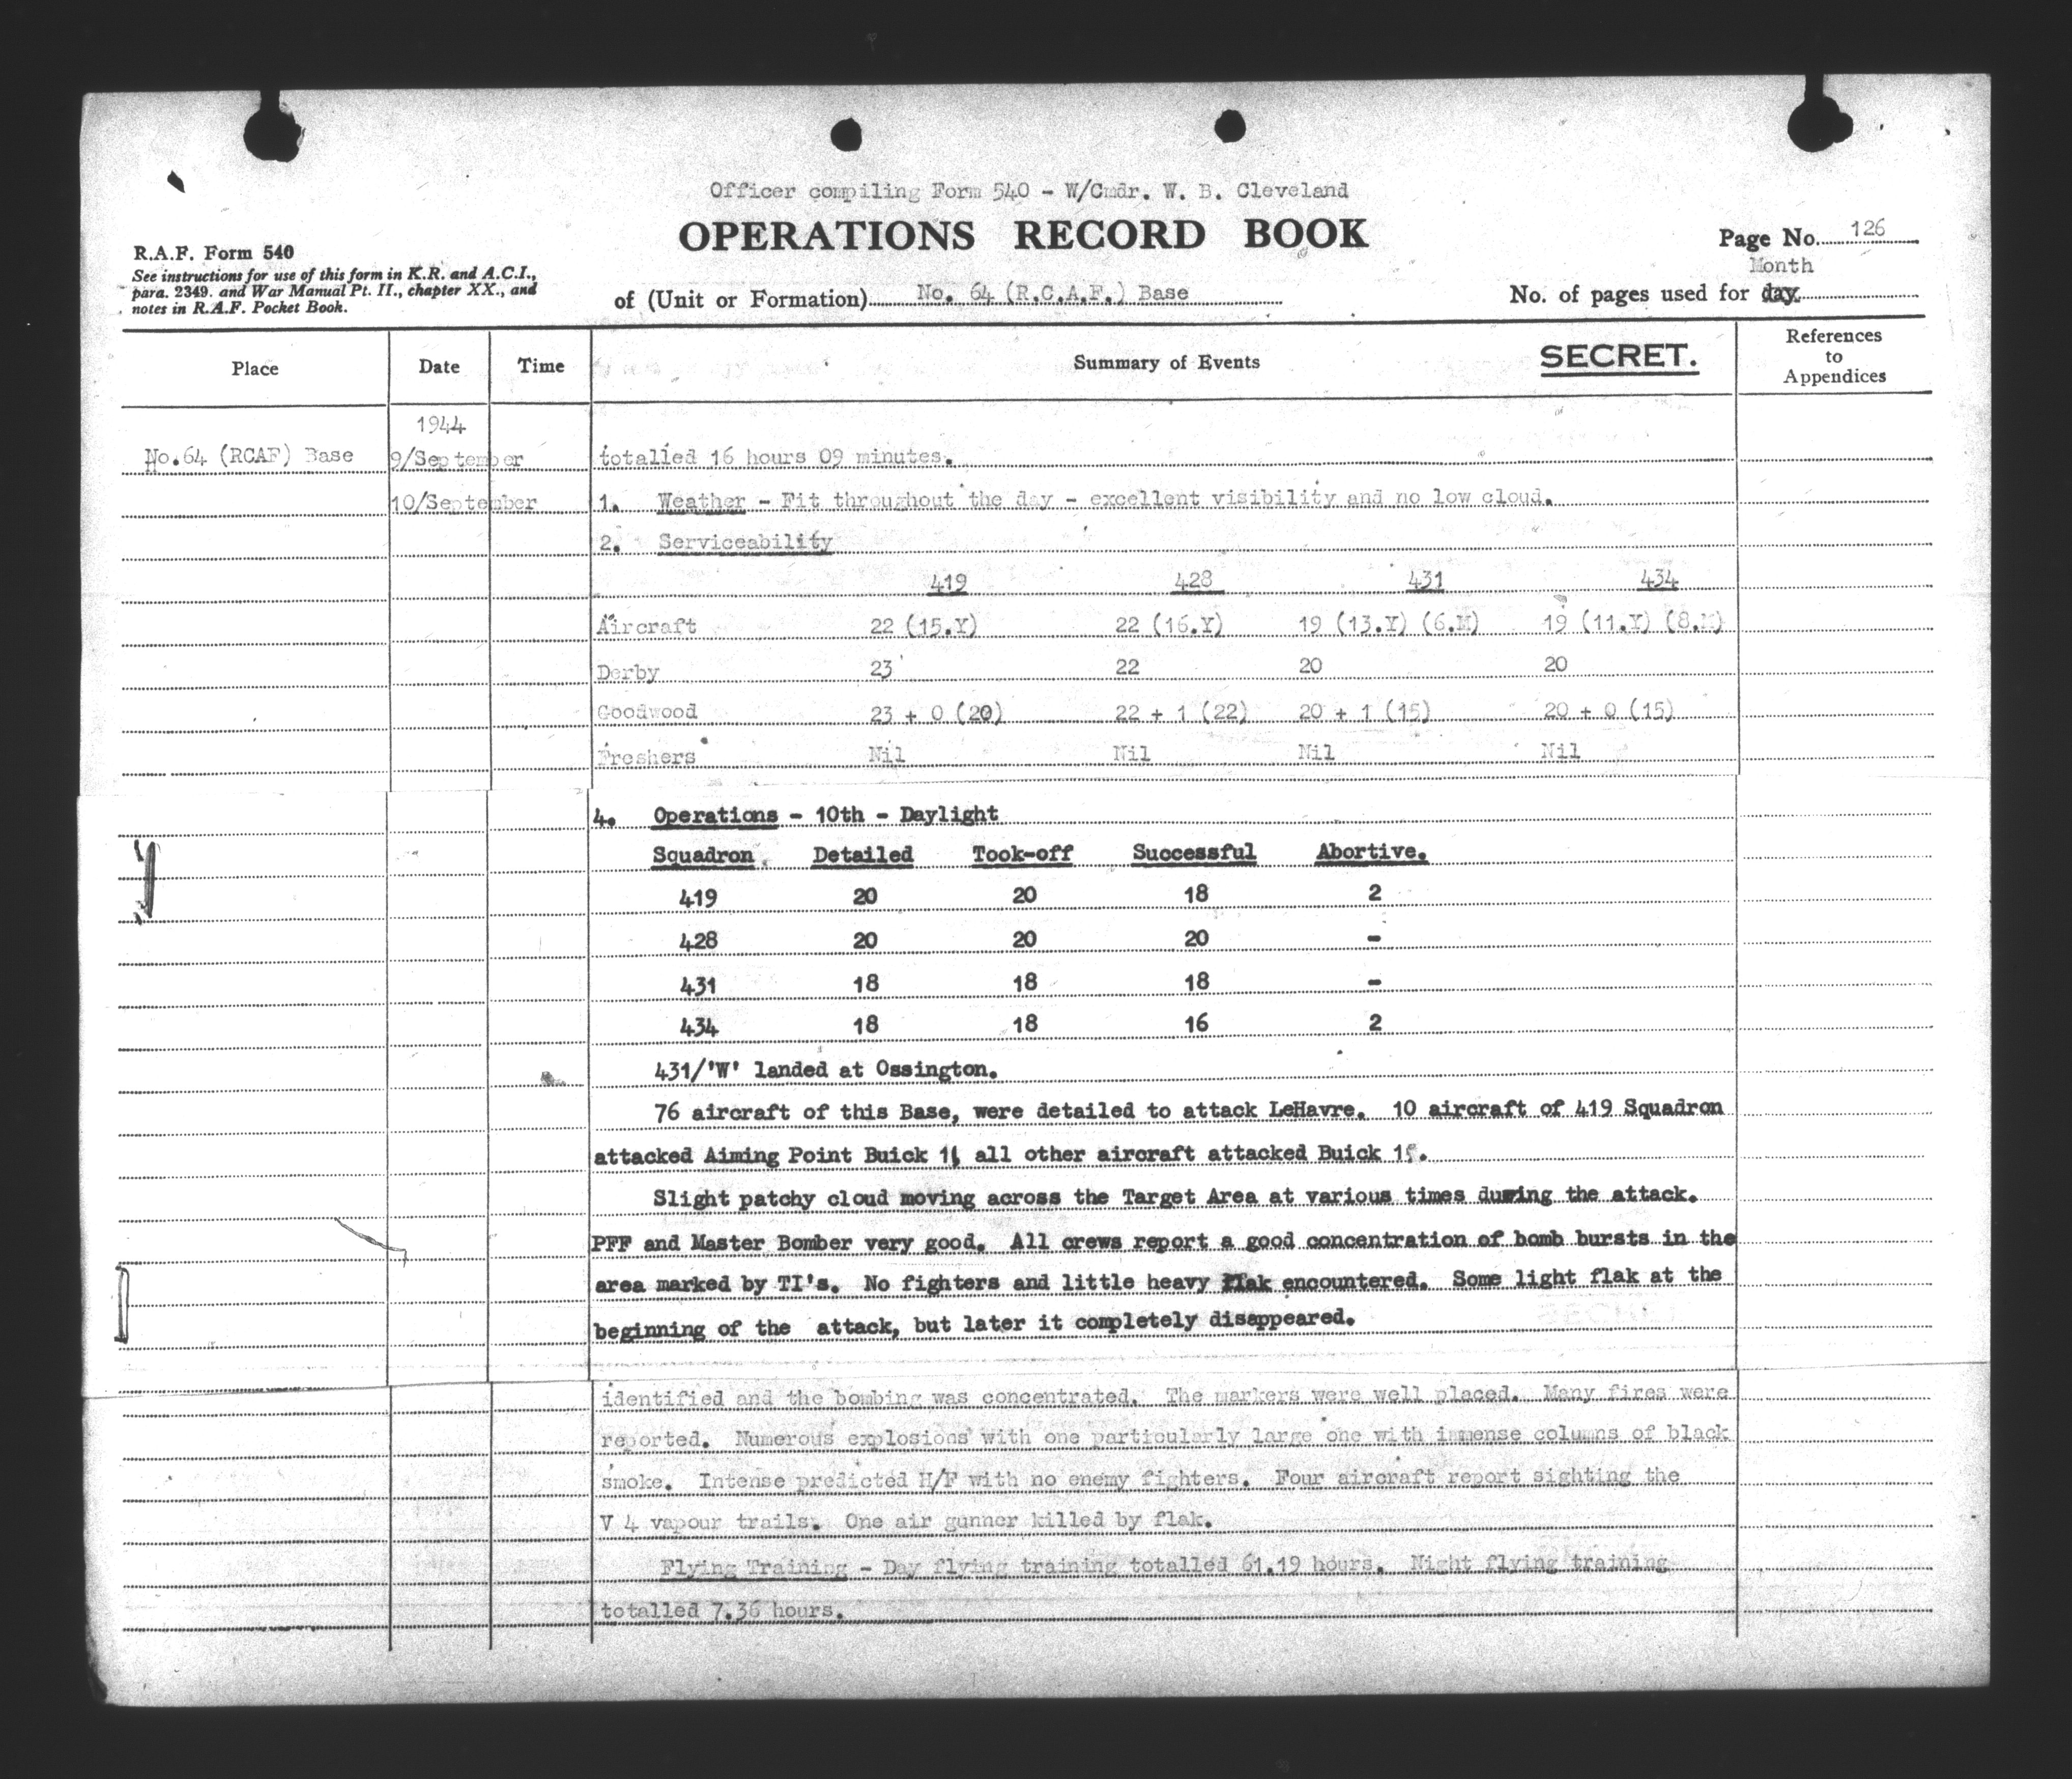 Officer compiling Form 540 - W/Cmdr. W. B. Cleveland
OPERATIONS RECORD BOOK
R.A.F. Form 540
See instructions for use of this form in K.R. and A.C.I.,
para. 2349. and War Manual Pt. II., chapter XX., and
notes in R.A.F. Pocket Book.
of (Unit or Formation) No. 64 (R.C.A.F.) Base
Page No. 126
Month
No. of pages used for day.
Place Date Time Summary of Events SECRET. References to Appendices
1944
No.64 (RCAF) Base 9/September totalled 16 hours 09 minutes.
10/September 1. Weather - Fit throughout the day - excellent visibility and no low cloud.
2. Serviceability
419 428 431 434
Aircraft 22 (15.Y) 22 (16.Y) 19 (13.Y) (6.M) 19 (11.Y) (8.M)
Derby 23 22 20 20
Goodwood 23 + 0 (20) 22 + 1 (22) 20 + 1 (15) 20 + 0 (15)
Freshers Nil Nil Nil Nil
4. Operations - 10th - Daylight
Squadron Detailed Took-off Successful Abortive.
419 20 20 18 2
428 20 20 20 -
431 18 18 18 -
434 18 18 16 2
431/'W' landed at Ossington.
76 aircraft of this Base, were detailed to attack LeHavre. 10 aircraft of 419 Squadron
attacked Aiming Point Buick all other aircraft attacked Buick
Slight patchy cloud moving across the Target Area at various times during the attack.
PFF and Master Bomber very good. All crews report a good concentration of bomb bursts in the
area marked by TI's. No fighters and little heavy flak encountered. Some light flak at the
beginning of the attack, but later it completely disappeared.
identified and the bombing was concentrated. The markers were well placed. Many fires were
reported. Numerous explosions with one particularly large one with immense columns of black
smoke. Intense predicted H/F with no enemy fighters. Four aircraft report sighting the
V 4 vapour trails. One air gunner killed by flak.
Flying Training - Day flying training totalled 61.19 hours. Night flying training
totalled 7.36 hours.